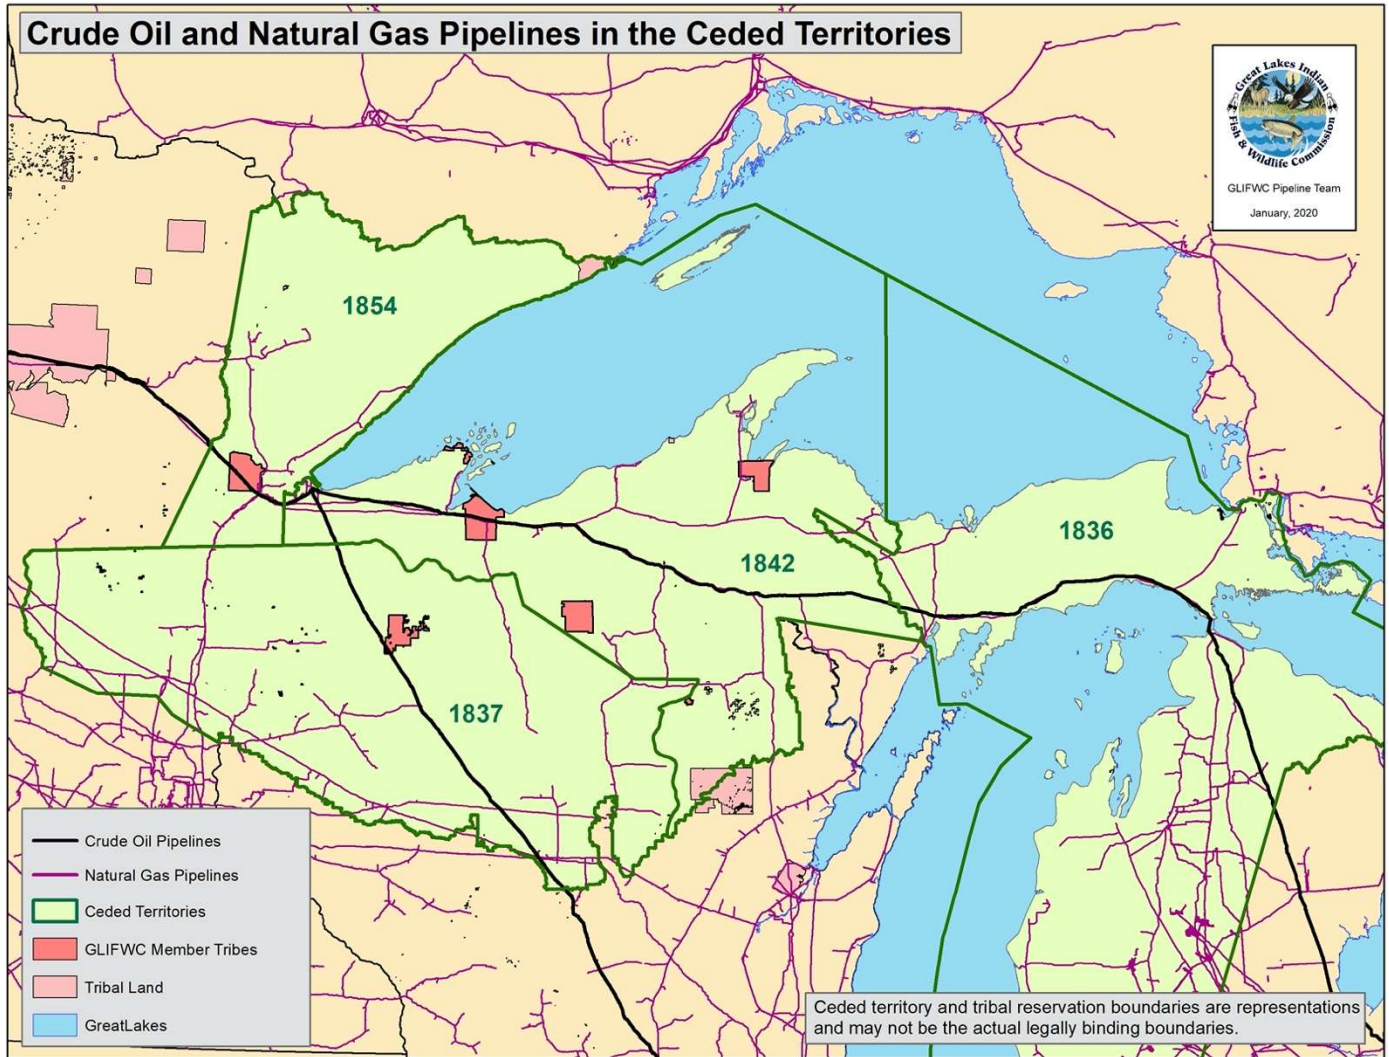 Crude Oil and Natural Gas Pipelines in the Ceded Territories
Great Lakes Indian
Fish & Wildlife Commission
GLIFWC Pipeline Team
January, 2020
1854
1842
1836
1837
Crude Oil Pipelines
Natural Gas Pipelines
Ceded Territories
GLIFWC Member Tribes
Tribal Land
GreatLakes
Ceded territory and tribal reservation boundaries are representations
and may not be the actual legally binding boundaries.